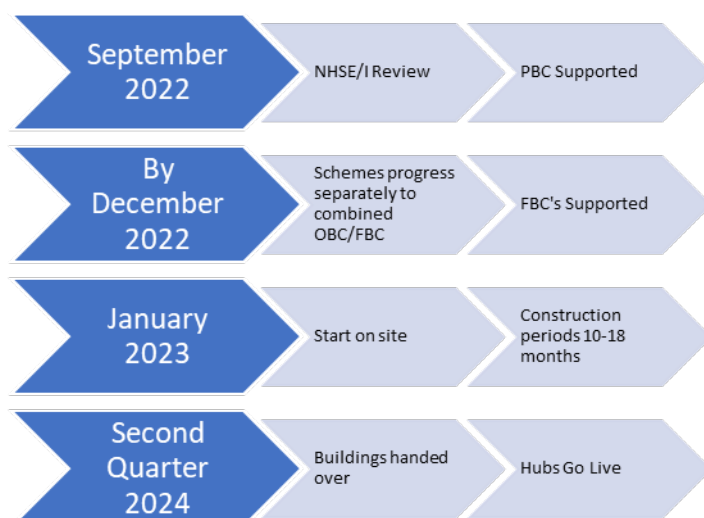 September
2022
NHSE/I Review
PBC Supported
By
December
2022
Schemes progress
separately to
combined
OBC/FBC
FBC's Supported
January
2023
Start on site
Construction
periods 10-18
months
Second
Quarter
2024
Buildings handed
over
Hubs Go Live